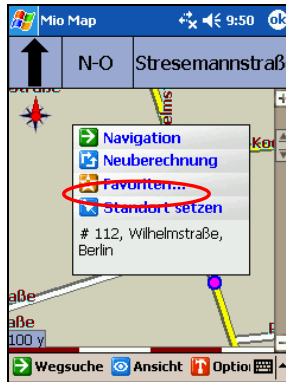 Mio Map 9:50 ok
N-O Stresemannstraß
Navigation
Neuberechnung
Favoriten...
Standort setzen
# 112, Wilhelmstraße,
Berlin
aße
aße
100 y
Wegsuche Ansicht Optio